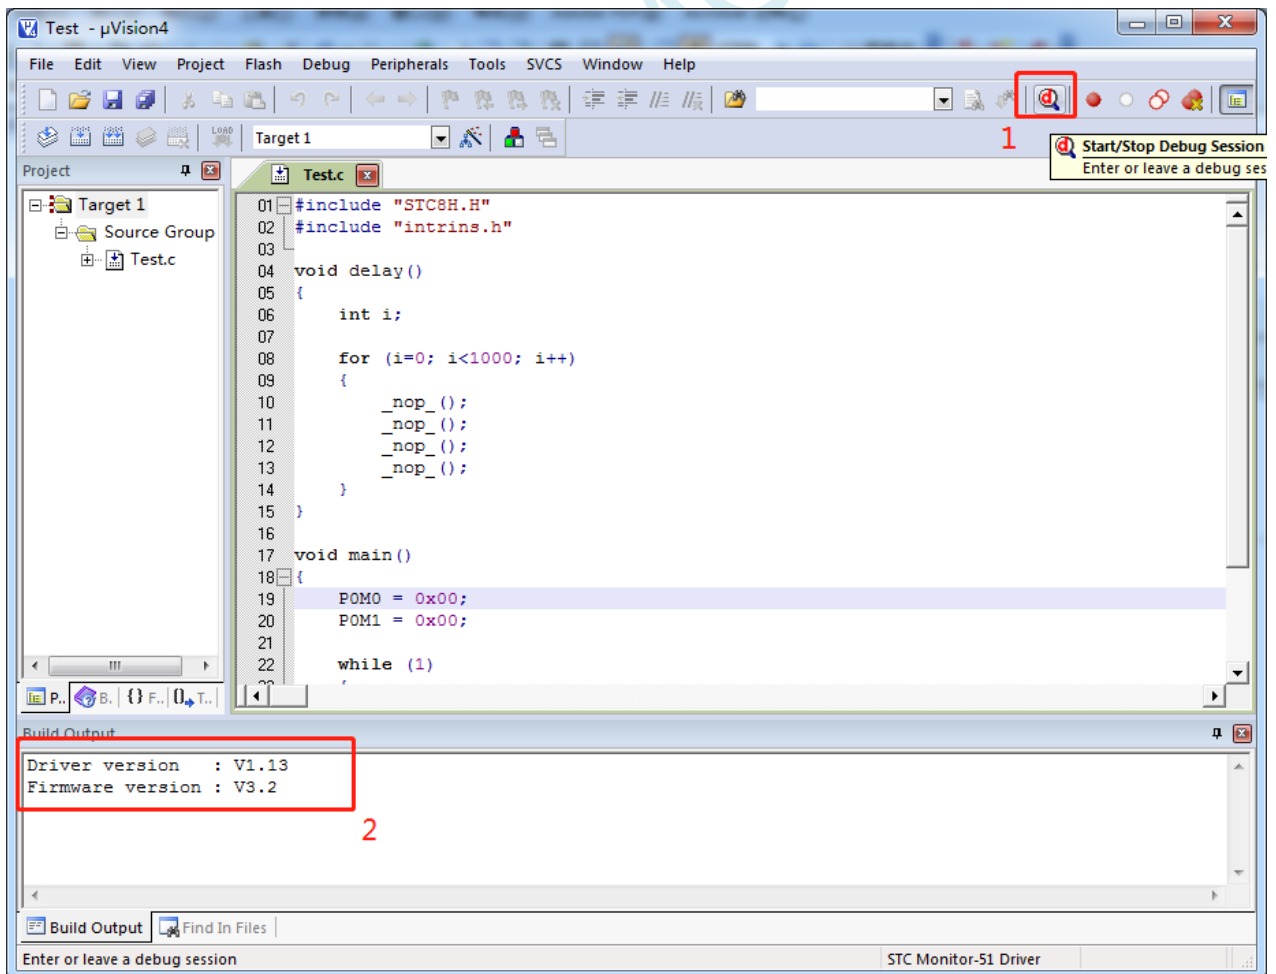 Test - µVision4
File Edit View Project Flash Debug Peripherals Tools SVCS Window Help
LOAD Target 1
1
Start/Stop Debug Session
Enter or leave a debug ses
Project
Test.c
Target 1
Source Group
Test.c
01 #include "STC8H.H"
02 #include "intrins.h"
03
04 void delay()
05 {
06 int i;
07
08 for (i=0; i<1000; i++)
09 {
10 _nop_();
11 _nop_();
12 _nop_();
13 _nop_();
14 }
15 }
16
17 void main()
18 {
19 P0M0 = 0x00;
20 P0M1 = 0x00;
21
22 while (1)
23 {
P.. B. {} F.. 0 T..
Build Output
Driver version : V1.13
Firmware version : V3.2
2
Build Output Find In Files
Enter or leave a debug session STC Monitor-51 Driver